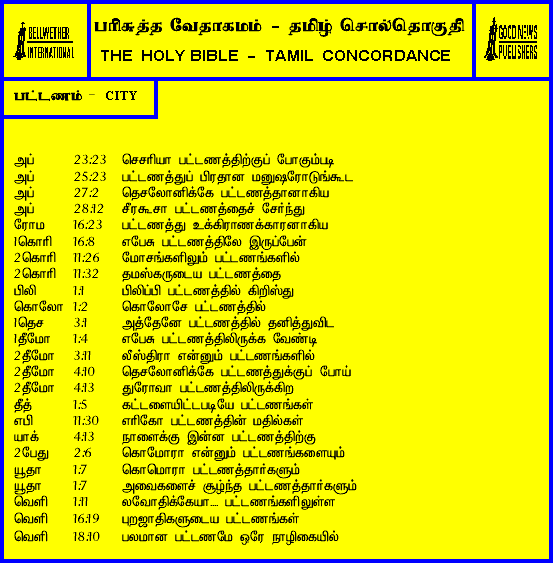 BELLWETHER
INTERNATIONAL
பரிசுத்த வேதாகமம் - தமிழ் சொல்தொகுதி
THE HOLY BIBLE - TAMIL CONCORDANCE
GOOD NEWS
PUBLISHERS
பட்டணம் - CITY
அப் 23:23 செசரியா பட்டணத்திற்குப் போகும்படி
அப் 25:23 பட்டணத்துப் பிரதான மனுஷரோடுங்கூட
அப் 27:2 தெசலோனிக்கே பட்டணத்தானாகிய
அப் 28:12 சீரகூசா பட்டணத்தைச் சேர்ந்து
ரோம 16:23 பட்டணத்து உக்கிராணக்காரனாகிய
1கொரி 16:8 எபேசு பட்டணத்திலே இருப்பேன்
2கொரி 11:26 மோசங்களிலும் பட்டணங்களில்
2கொரி 11:32 தமஸ்கருடைய பட்டணத்தை
பிலி 1:1 பிலிப்பி பட்டணத்தில் கிறிஸ்து
கொலோ 1:2 கொலோசே பட்டணத்தில்
1தெச 3:1 அத்தேனே பட்டணத்தில் தனித்துவிட
1தீமோ 1:4 எபேசு பட்டணத்திலிருக்க வேண்டி
2தீமோ 3:11 லீஸ்திரா என்னும் பட்டணங்களில்
2தீமோ 4:10 தெசலோனிக்கே பட்டணத்துக்குப் போய்
2தீமோ 4:13 துரோவா பட்டணத்திலிருக்கிற
தீத் 1:5 கட்டளையிட்டபடியே பட்டணங்கள்
எபி 11:30 எரிகோ பட்டணத்தின் மதில்கள்
யாக் 4:13 நாளைக்கு இன்ன பட்டணத்திற்கு
2பேது 2:6 கொமோரா என்னும் பட்டணங்களையும்
யூதா 1:7 கொமொரா பட்டணத்தார்களும்
யூதா 1:7 அவைகளைச் சூழ்ந்த பட்டணத்தார்களும்
வெளி 1:11 லவோதிக்கேயா.... பட்டணங்களிலுள்ள
வெளி 16:19 புறஜாதிகளுடைய பட்டணங்கள்
வெளி 18:10 பலமான பட்டணமே ஒரே நாழிகையில்